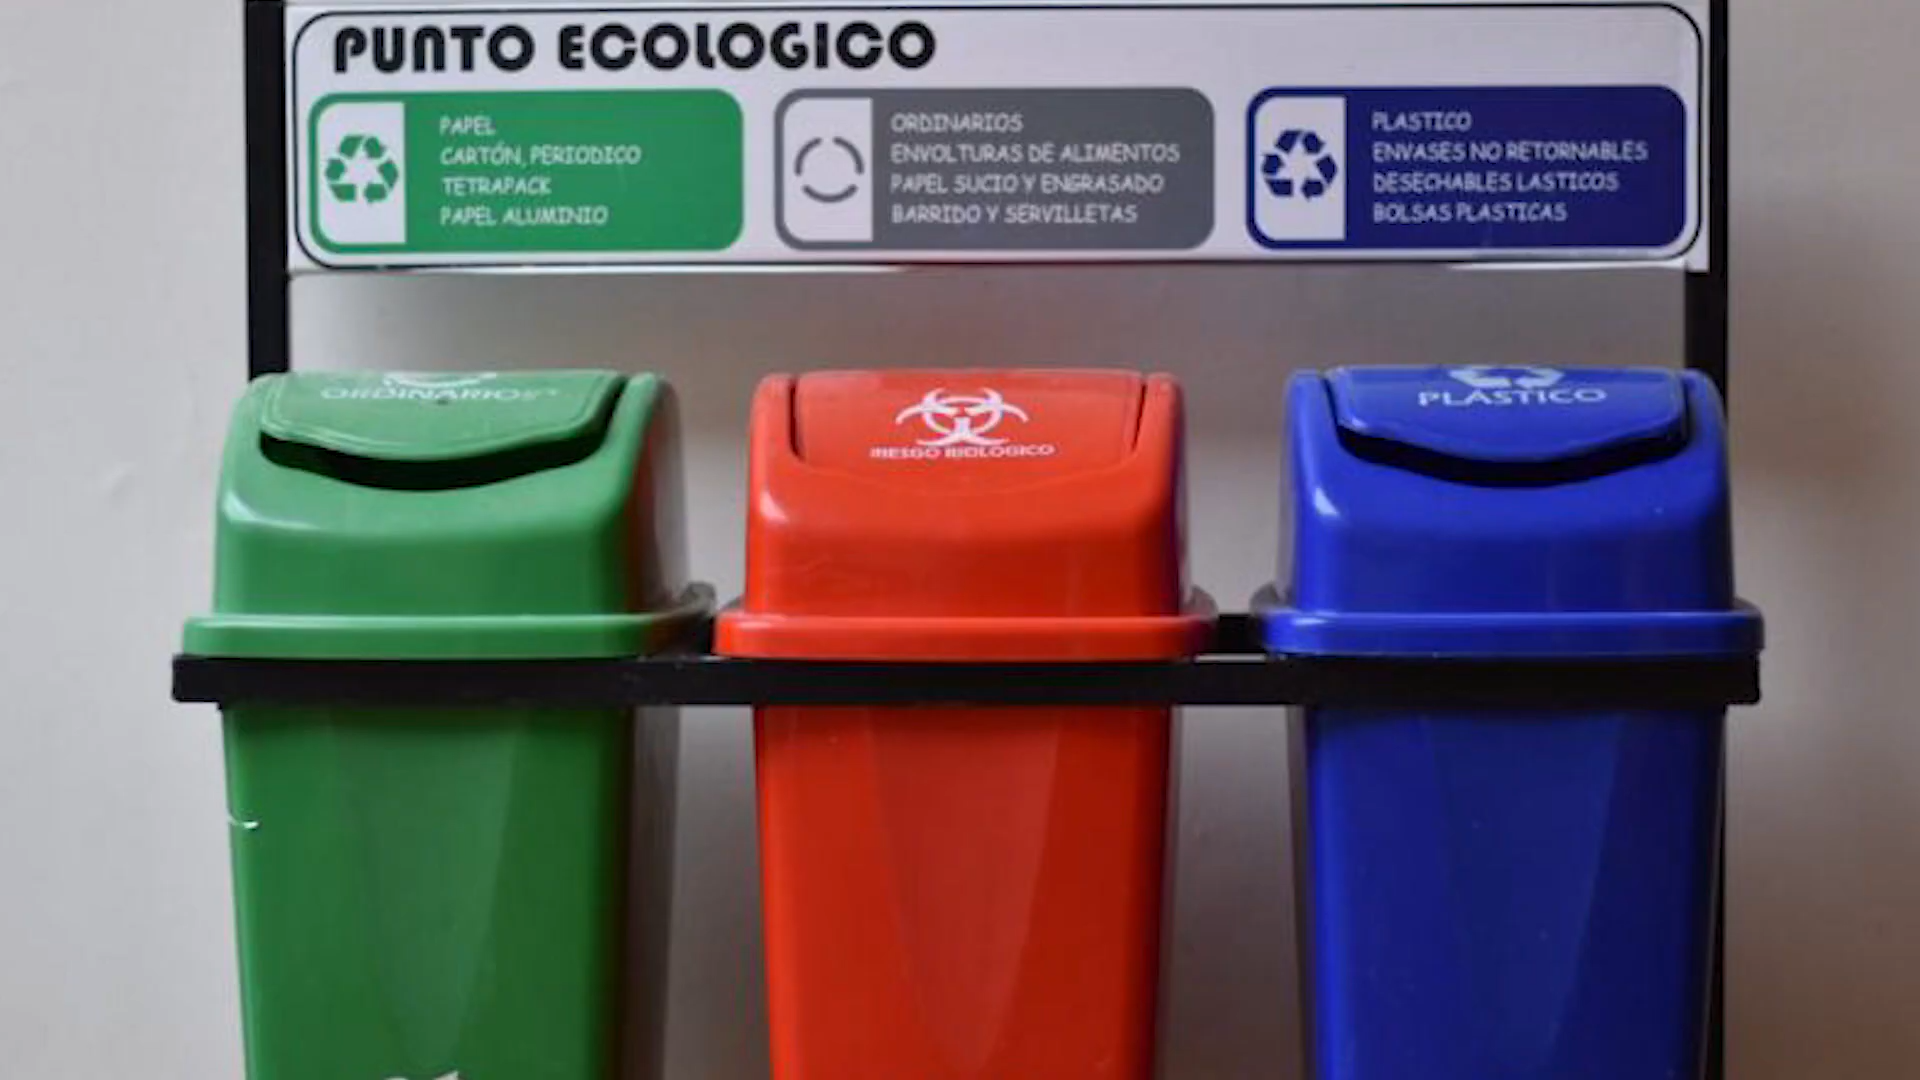 PUNTO ECOLOGICO
PAPEL
CARTÓN, PERIODICO
TETRAPACK
PAPEL ALUMINIO
ORDINARIOS
ENVOLTURAS DE ALIMENTOS
PAPEL SUCIO Y ENGRASADO
BARRIDO Y SERVILLETAS
PLASTICO
ENVASES NO RETORNABLES
DESECHABLES LASTICOS
BOLSAS PLASTICAS
ORDINARIOS
RIESGO BIOLOGICO
PLASTICO